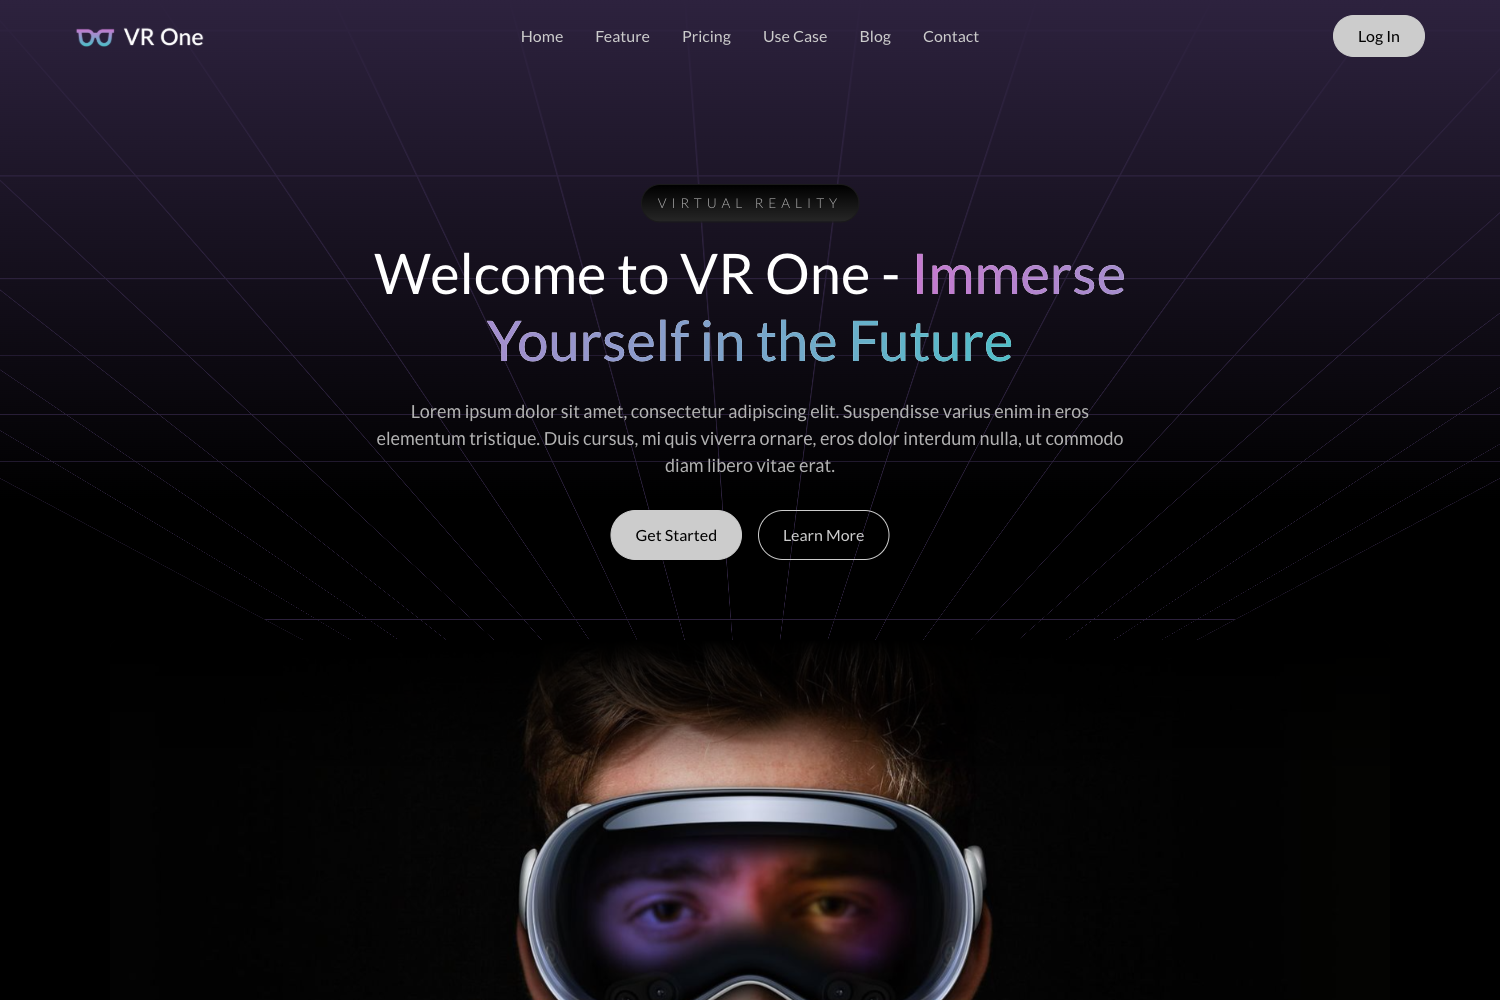 VR One
Home Feature Pricing Use Case Blog Contact
Log In
VIRTUAL REALITY
Welcome to VR One - Immerse
Yourself in the Future
Lorem ipsum dolor sit amet, consectetur adipiscing elit. Suspendisse varius enim in eros
elementum tristique. Duis cursus, mi quis viverra ornare, eros dolor interdum nulla, ut commodo
diam libero vitae erat.
Get Started
Learn More